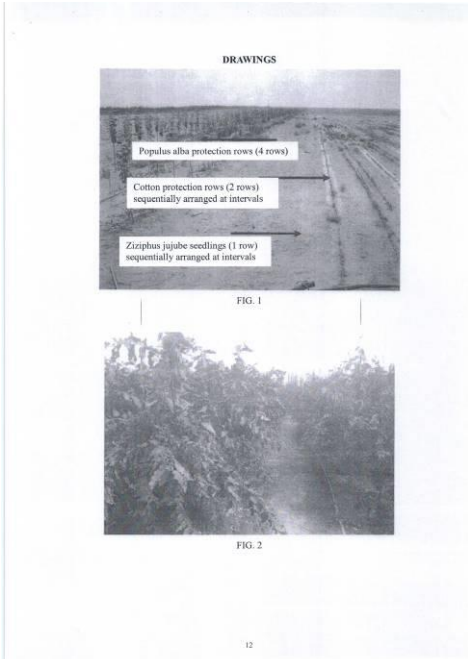 DRAWINGS
Populus alba protection rows (4 rows)
Cotton protection rows (2 rows)
sequentially arranged at intervals
Ziziphus jujube seedlings (1 row)
sequentially arranged at intervals
FIG. 1
FIG. 2
12